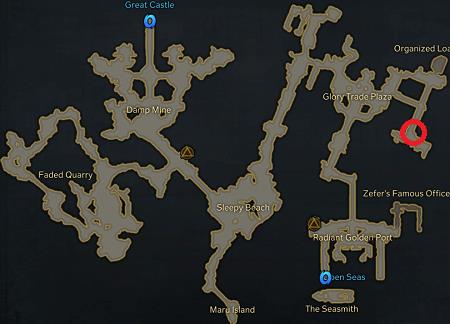 Great Castle
Organized Loa
Glory Trade Plaza
Damp Mine
Faded Quarry
Zefer's Famous Office
Sleepy Beach
Radiant Golden Port
pen Seas
The Seasmith
Maru Island